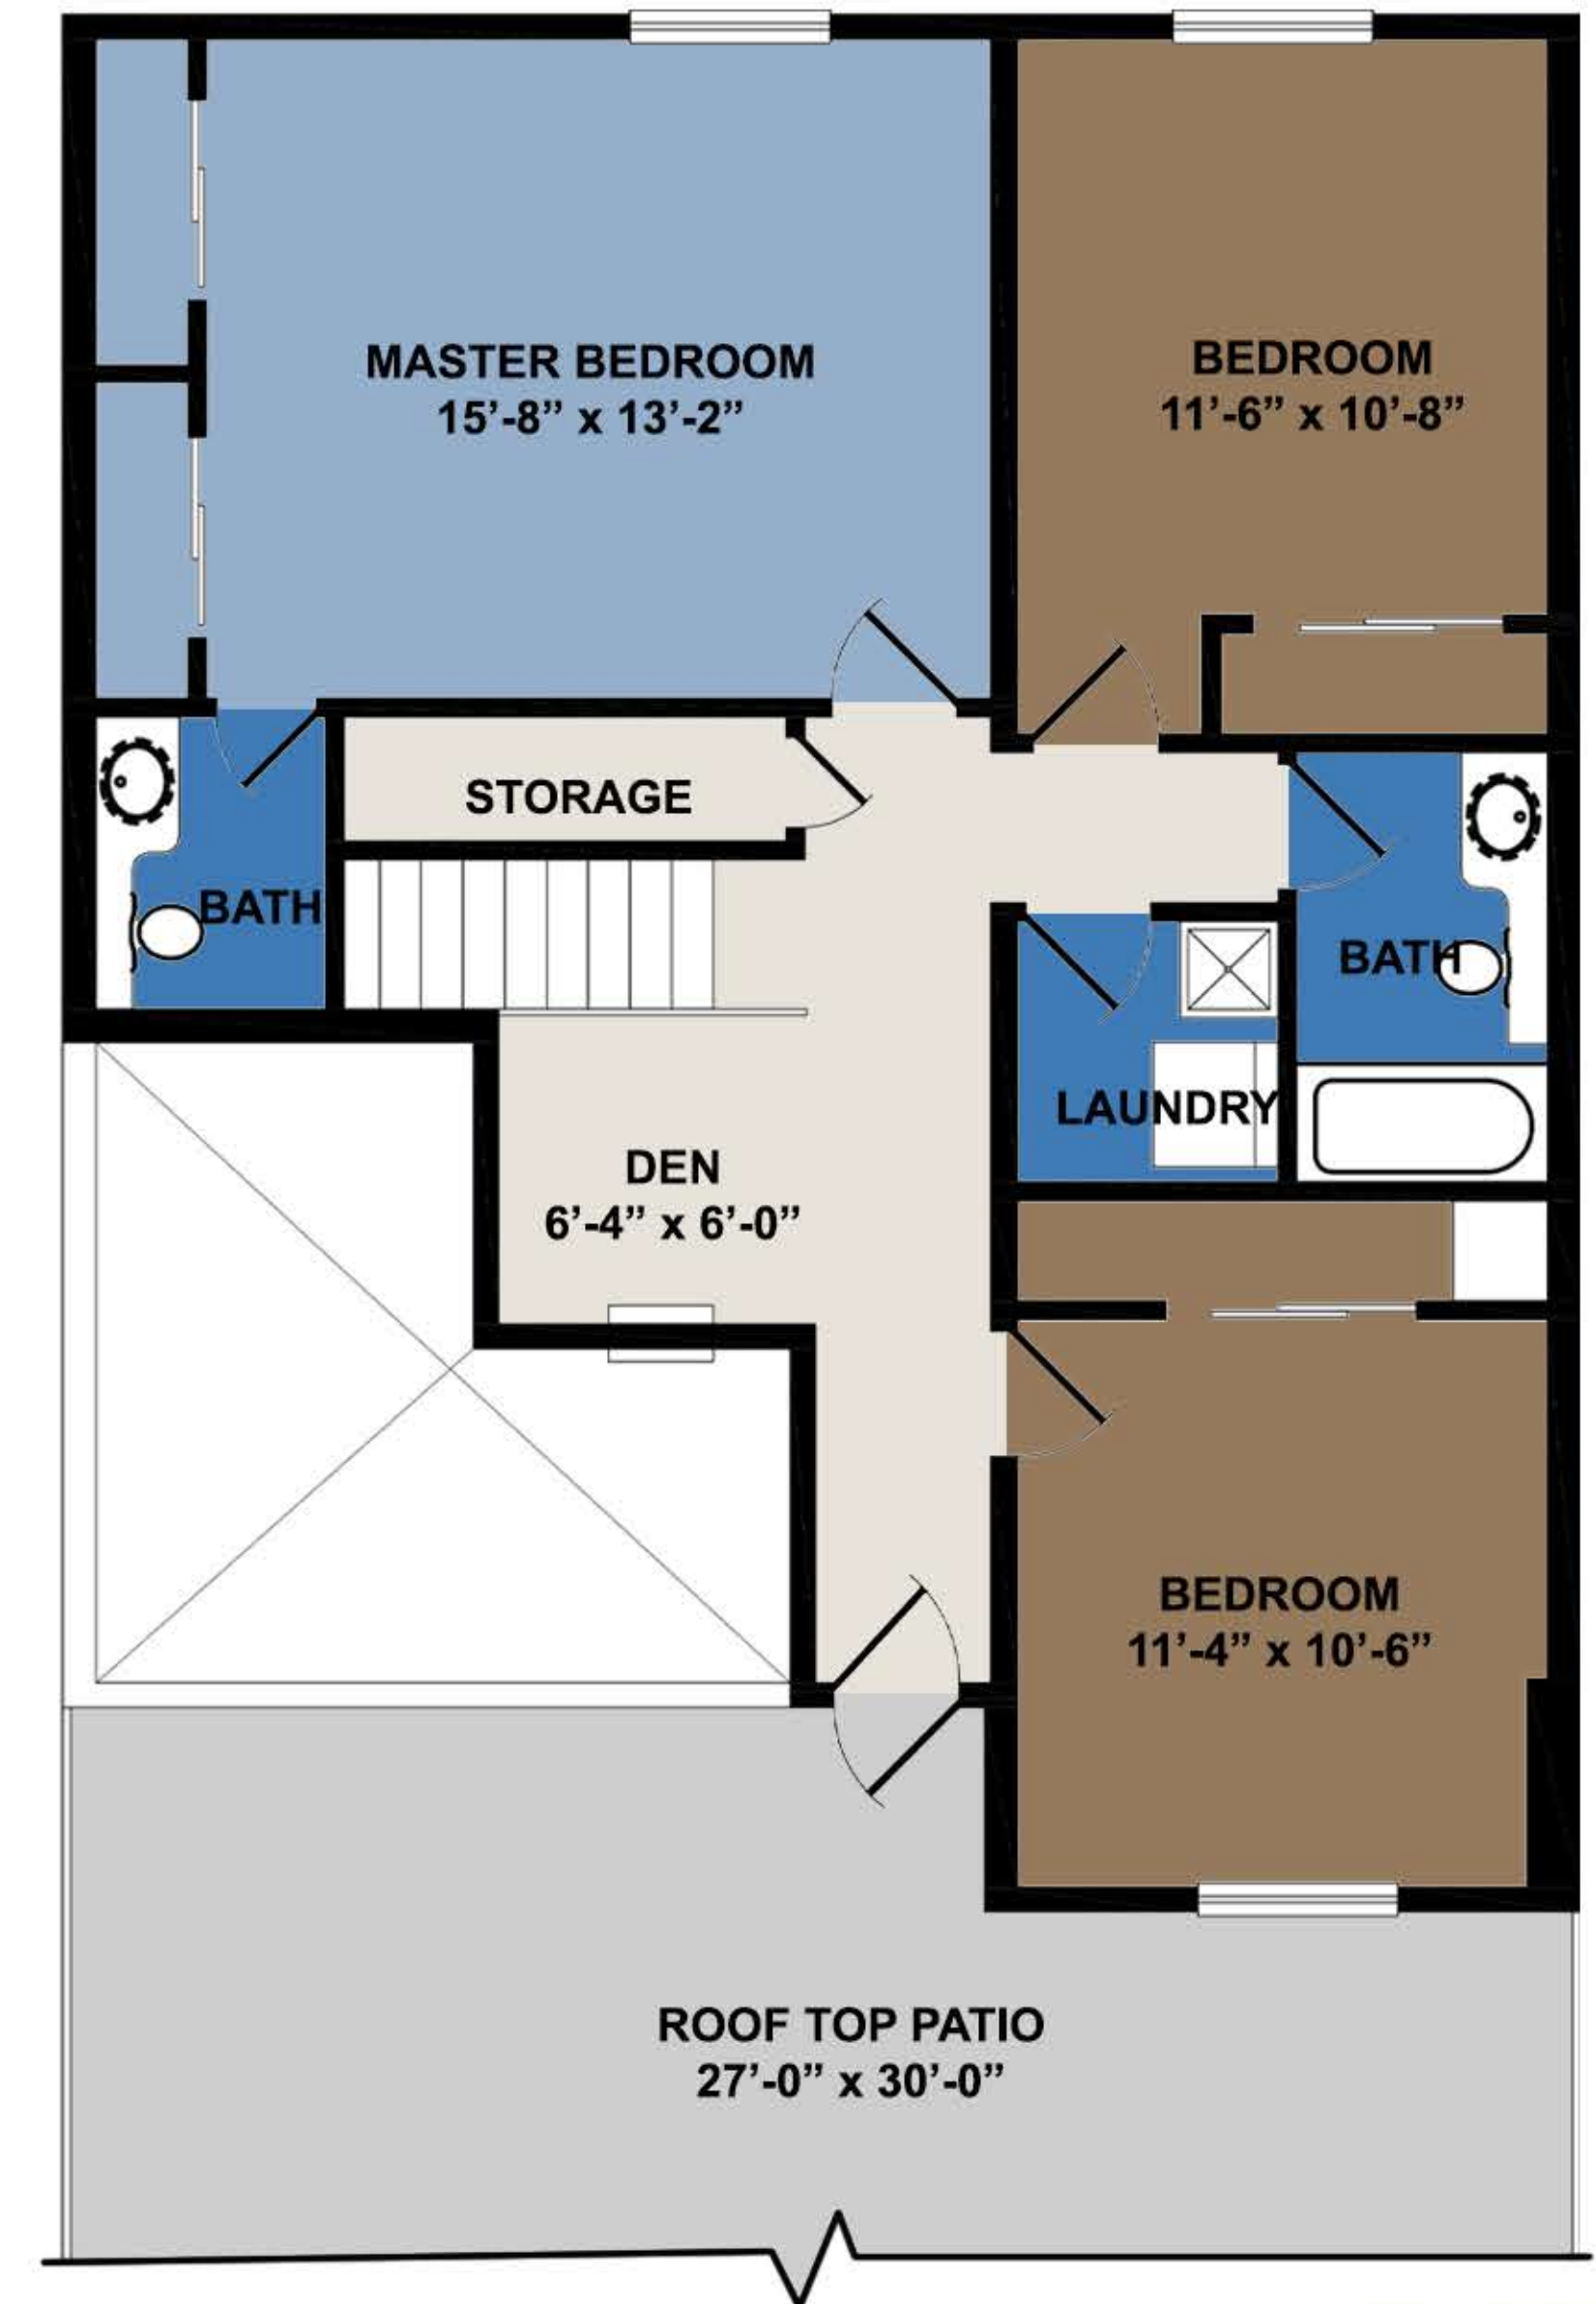 MASTER BEDROOM
15’-8” x 13’-2”
BEDROOM
11’-6” x 10’-8”
STORAGE
BATH
BATH
LAUNDRY
DEN
6’-4” x 6’-0”
BEDROOM
11’-4” x 10’-6”
ROOF TOP PATIO
27’-0” x 30’-0”